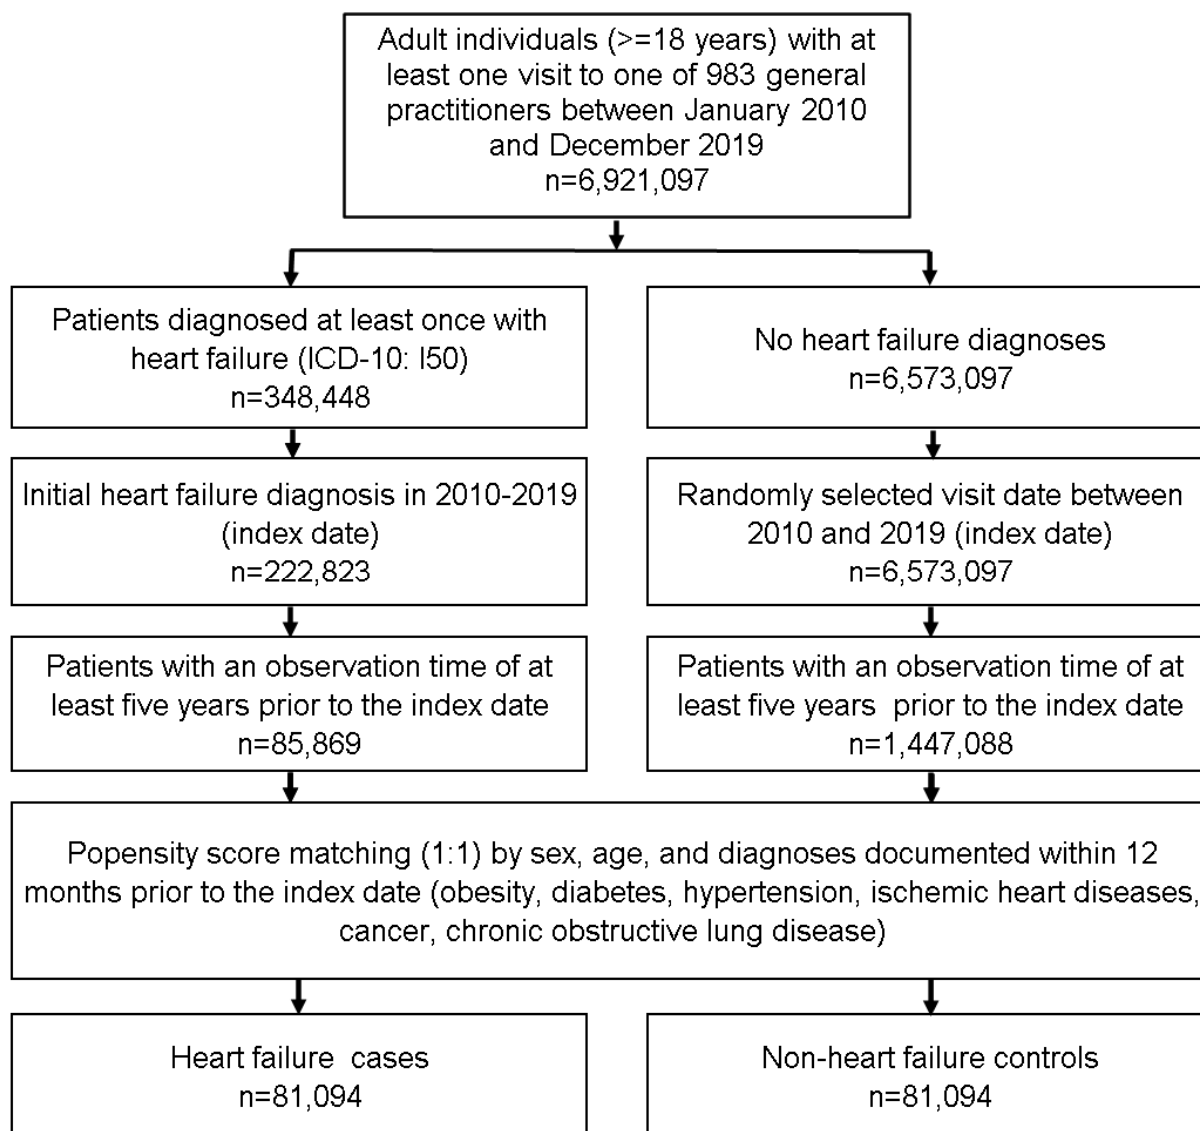 Adult individuals (>=18 years) with at
least one visit to one of 983 general
practitioners between January 2010
and December 2019
n=6,921,097
Patients diagnosed at least once with
heart failure (ICD-10: I50)
n=348,448
No heart failure diagnoses
n=6,573,097
Initial heart failure diagnosis in 2010-2019
(index date)
n=222,823
Randomly selected visit date between
2010 and 2019 (index date)
n=6,573,097
Patients with an observation time of at
least five years prior to the index date
n=85,869
Patients with an observation time of at
least five years  prior to the index date
n=1,447,088
Popensity score matching (1:1) by sex, age, and diagnoses documented within 12
months prior to the index date (obesity, diabetes, hypertension, ischemic heart diseases,
cancer, chronic obstructive lung disease)
Heart failure  cases
n=81,094
Non-heart failure controls
n=81,094